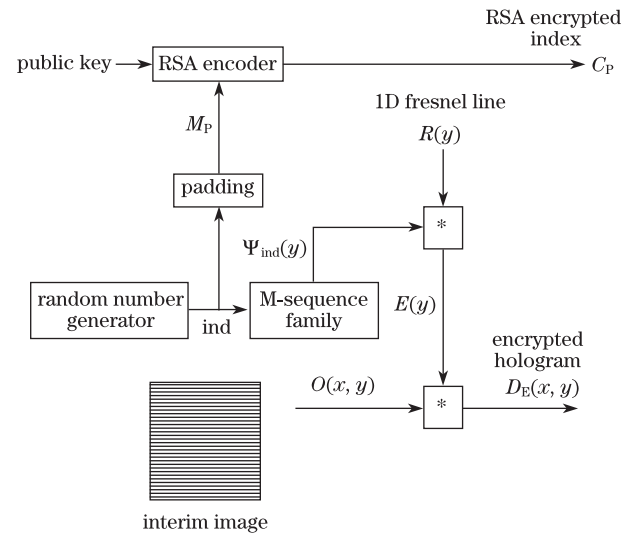 RSA encrypted
index
public key
RSA encoder
C_P
1D fresnel line
R(y)
M_P
padding
*
Ψ_ind(y)
random number
generator
ind
M-sequence
family
E(y)
encrypted
hologram
O(x, y)
*
D_E(x, y)
interim image